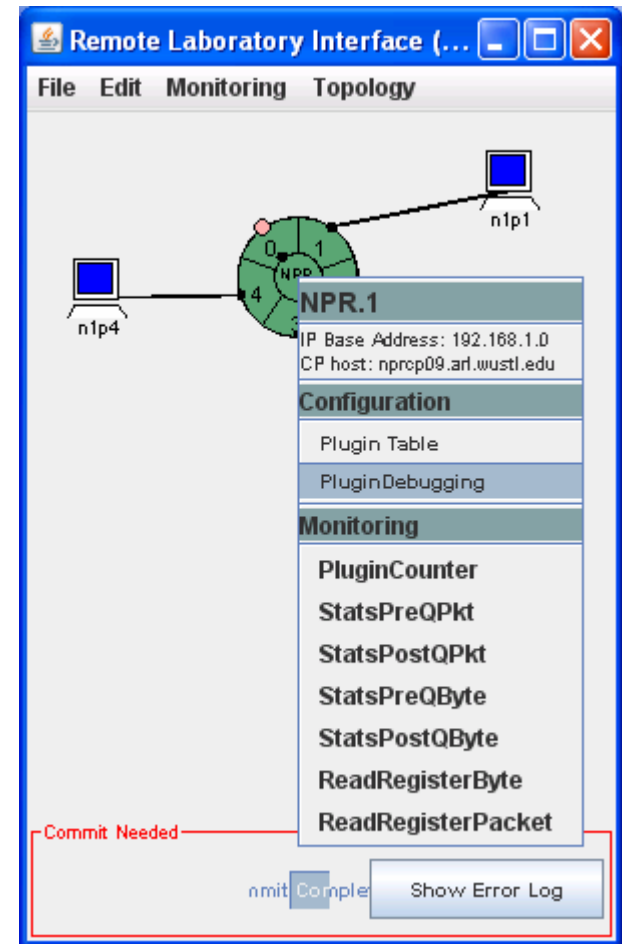 Remote Laboratory Interface (...
File Edit Monitoring Topology
n1p1
0 1
NPR
4
n1p4
NPR.1
IP Base Address: 192.168.1.0
CP host: nprcp09.arl.wustl.edu
Configuration
Plugin Table
PluginDebugging
Monitoring
PluginCounter
StatsPreQPkt
StatsPostQPkt
StatsPreQByte
StatsPostQByte
ReadRegisterByte
ReadRegisterPacket
Commit Needed
Show Error Log